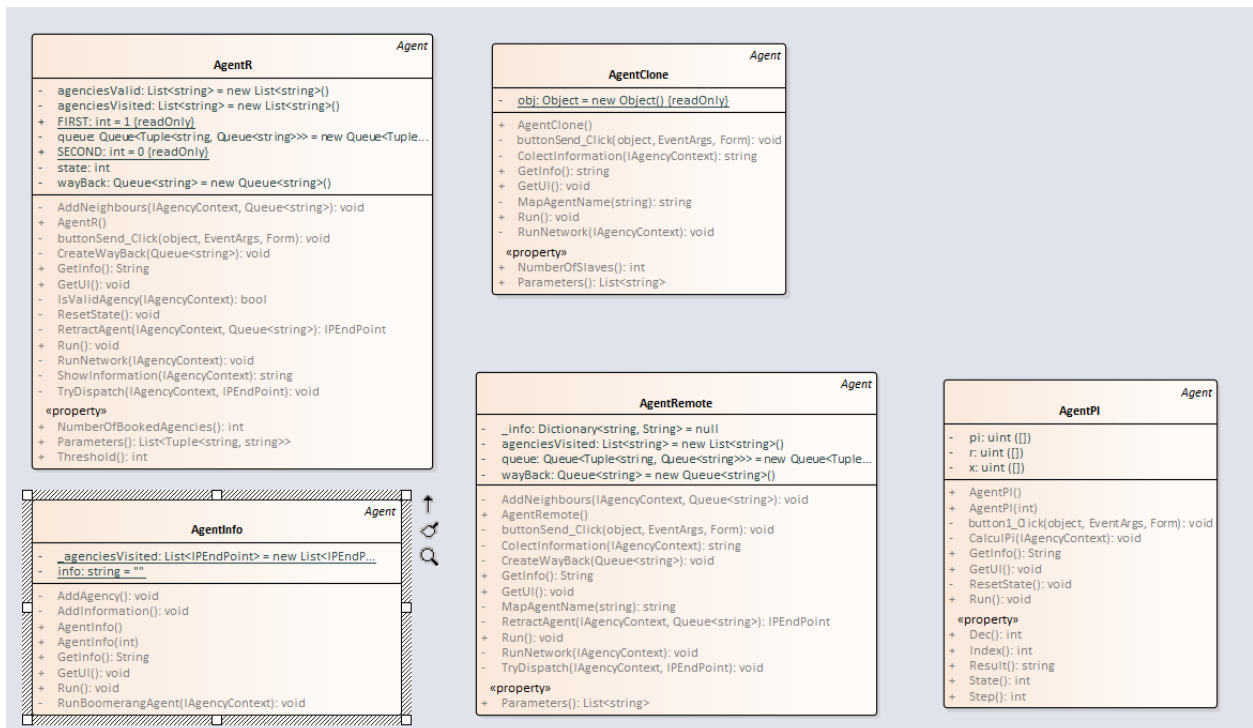 Agent
AgentR
- agenciesValid: List<string> = new List<string>()
- agenciesVisited: List<string> = new List<string>()
+ FIRST: int = 1 {readOnly}
- queue: Queue<Tuple<string, Queue<string>>> = new Queue<Tuple...
+ SECOND: int = 0 {readOnly}
- state: int
- wayBack: Queue<string> = new Queue<string>()
- AddNeighbours(IAgencyContext, Queue<string>): void
+ AgentR()
- buttonSend_Click(object, EventArgs, Form): void
- CreateWayBack(Queue<string>): void
+ GetInfo(): String
+ GetUI(): void
- IsValidAgency(IAgencyContext): bool
- ResetState(): void
- RetractAgent(IAgencyContext, Queue<string>): IPEndPoint
+ Run(): void
- RunNetwork(IAgencyContext): void
- ShowInformation(IAgencyContext): string
- TryDispatch(IAgencyContext, IPEndPoint): void
«property»
+ NumberOfBookedAgencies(): int
+ Parameters(): List<Tuple<string, string>>
+ Threshold(): int
Agent
AgentClone
- obj: Object = new Object() {readOnly}
+ AgentClone()
- buttonSend_Click(object, EventArgs, Form): void
- ColectInformation(IAgencyContext): string
+ GetInfo(): string
+ GetUI(): void
- MapAgentName(string): string
+ Run(): void
- RunNetwork(IAgencyContext): void
«property»
+ NumberOfSlaves(): int
+ Parameters(): List<string>
Agent
AgentInfo
- _agenciesVisited: List<IPEndPoint> = new List<IPEndP...
- info: string = ""
- AddAgency(): void
- AddInformation(): void
+ AgentInfo()
+ AgentInfo(int)
+ GetInfo(): String
+ GetUI(): void
+ Run(): void
- RunBoomerangAgent(IAgencyContext): void
Agent
AgentRemote
- _info: Dictionary<string, String> = null
- agenciesVisited: List<string> = new List<string>()
- queue: Queue<Tuple<string, Queue<string>>> = new Queue<Tuple...
- wayBack: Queue<string> = new Queue<string>()
- AddNeighbours(IAgencyContext, Queue<string>): void
+ AgentRemote()
- buttonSend_Click(object, EventArgs, Form): void
- ColectInformation(IAgencyContext): string
- CreateWayBack(Queue<string>): void
+ GetInfo(): String
+ GetUI(): void
- MapAgentName(string): string
- RetractAgent(IAgencyContext, Queue<string>): IPEndPoint
+ Run(): void
- RunNetwork(IAgencyContext): void
- TryDispatch(IAgencyContext, IPEndPoint): void
«property»
+ Parameters(): List<string>
Agent
AgentPI
- pi: uint ([])
- r: uint ([])
- x: uint ([])
+ AgentPI()
+ AgentPI(int)
- button1_Click(object, EventArgs, Form): void
- CalculPi(IAgencyContext): void
+ GetInfo(): String
+ GetUI(): void
- ResetState(): void
+ Run(): void
«property»
+ Dec(): int
+ Index(): int
+ Result(): string
+ State(): int
+ Step(): int